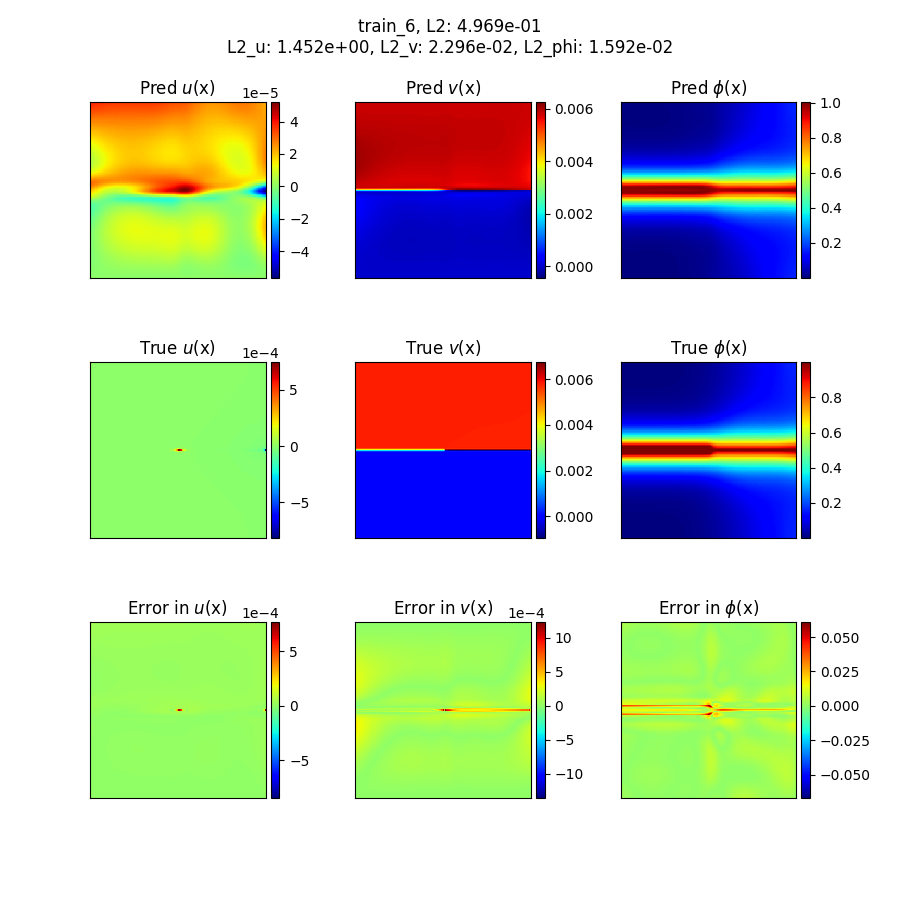 train_6, L2: 4.969e-01
L2_u: 1.452e+00, L2_v: 2.296e-02, L2_phi: 1.592e-02
Pred u(x)
1e−5
4
2
0
−2
−4
Pred v(x)
0.006
0.004
0.002
0.000
Pred ϕ(x)
1.0
0.8
0.6
0.4
0.2
True u(x)
1e−4
5
0
−5
True v(x)
0.006
0.004
0.002
0.000
True ϕ(x)
0.8
0.6
0.4
0.2
Error in u(x)
1e−4
5
0
−5
Error in v(x)
1e−4
10
5
0
−5
−10
Error in ϕ(x)
0.050
0.025
0.000
−0.025
−0.050